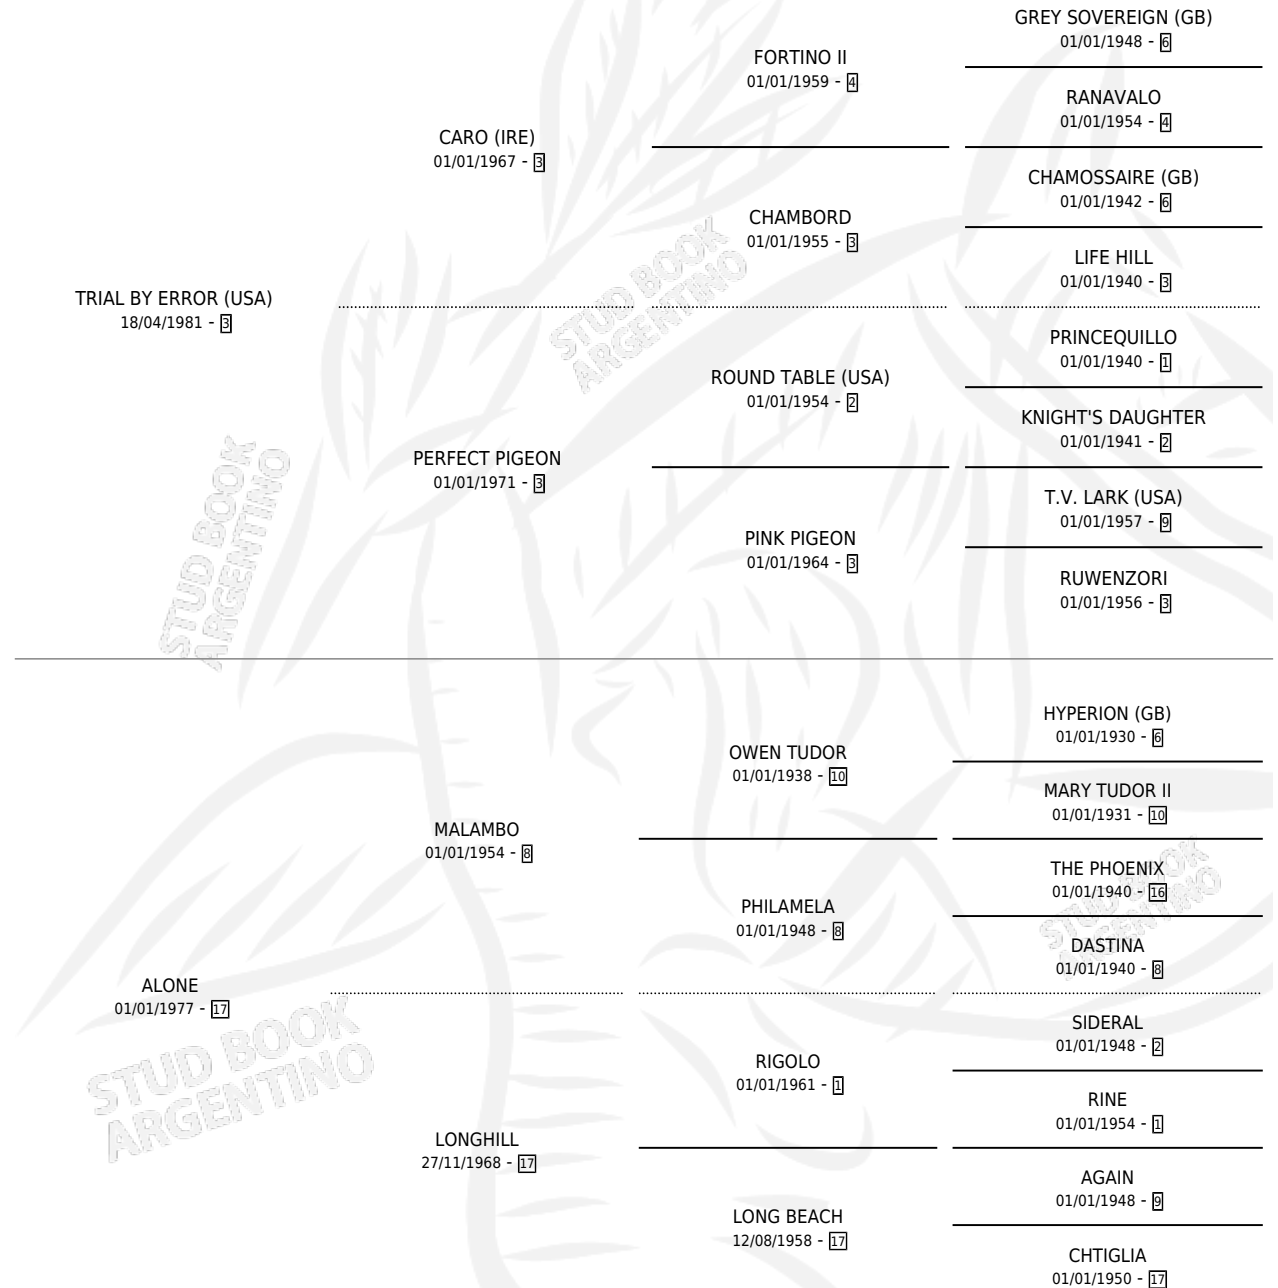 GREY SOVEREIGN (GB)
01/01/1948 - 6
FORTINO II
01/01/1959 - 4
RANAVALO
01/01/1954 - 4
CARO (IRE)
01/01/1967 - 3
CHAMOSSAIRE (GB)
01/01/1942 - 6
CHAMBORD
01/01/1955 - 3
LIFE HILL
01/01/1940 - 3
TRIAL BY ERROR (USA)
18/04/1981 - 3
PRINCEQUILLO
01/01/1940 - 1
ROUND TABLE (USA)
01/01/1954 - 2
KNIGHT'S DAUGHTER
01/01/1941 - 2
PERFECT PIGEON
01/01/1971 - 3
T.V. LARK (USA)
01/01/1957 - 9
PINK PIGEON
01/01/1964 - 3
RUWENZORI
01/01/1956 - 3
HYPERION (GB)
01/01/1930 - 6
OWEN TUDOR
01/01/1938 - 10
MARY TUDOR II
01/01/1931 - 10
MALAMBO
01/01/1954 - 8
THE PHOENIX
01/01/1940 - 16
PHILAMELA
01/01/1948 - 8
DASTINA
01/01/1940 - 8
ALONE
01/01/1977 - 17
SIDERAL
01/01/1948 - 2
RIGOLO
01/01/1961 - 1
RINE
01/01/1954 - 1
LONGHILL
27/11/1968 - 17
AGAIN
01/01/1948 - 9
LONG BEACH
12/08/1958 - 17
CHTIGLIA
01/01/1950 - 17
STUD BOOK
ARGENTINO
STUD BOOK
ARGENTINO
STUD BOOK
ARGENTINO
STUD BOOK
ARGENTINO